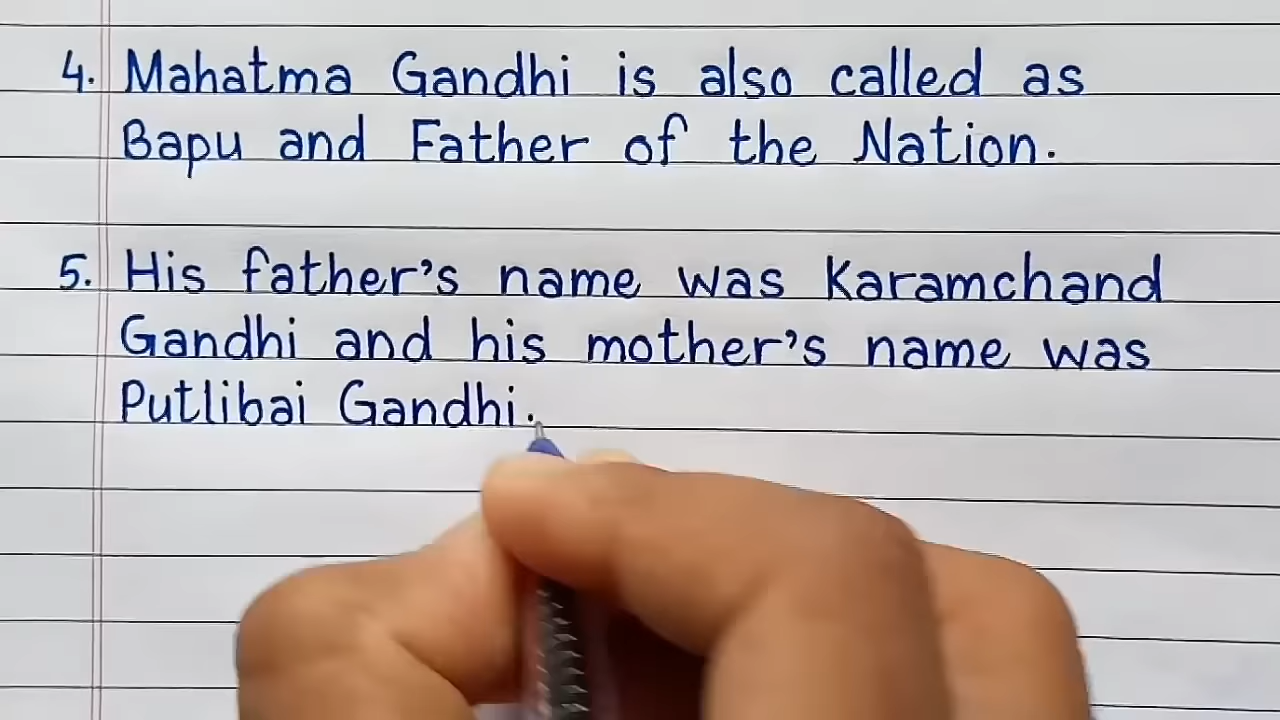 4. Mahatma Gandhi is also called as
Bapu and Father of the Nation.
5. His father's name was Karamchand
Gandhi and his mother's name was
Putlibai Gandhi.